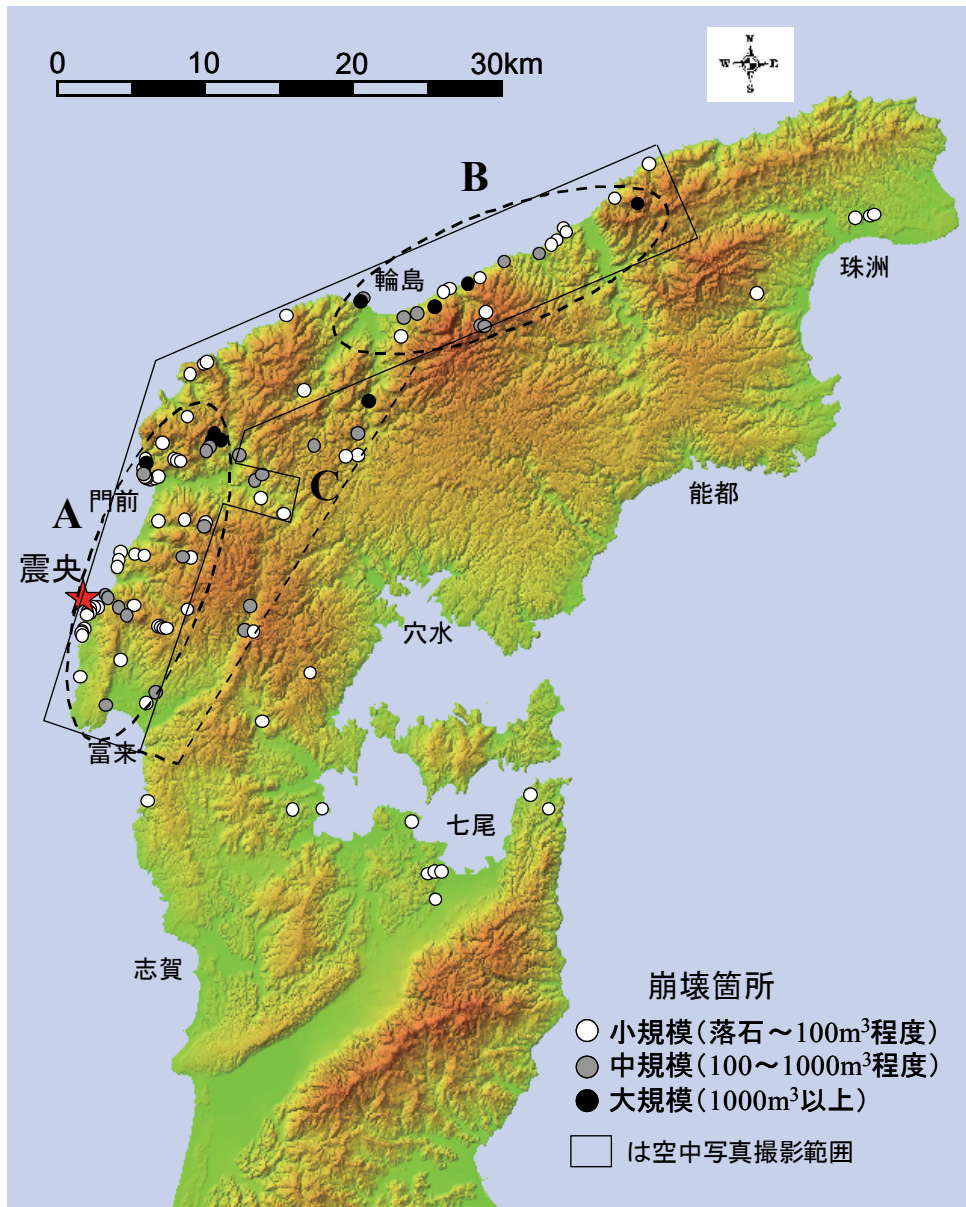 0 10 20 30km
N
W E
S
B
輪島
珠洲
C
能都
門前
A
震央
穴水
富来
七尾
志賀
崩壊箇所
小規模(落石～100m³程度)
中規模(100～1000m³程度)
大規模(1000m³以上)
は空中写真撮影範囲